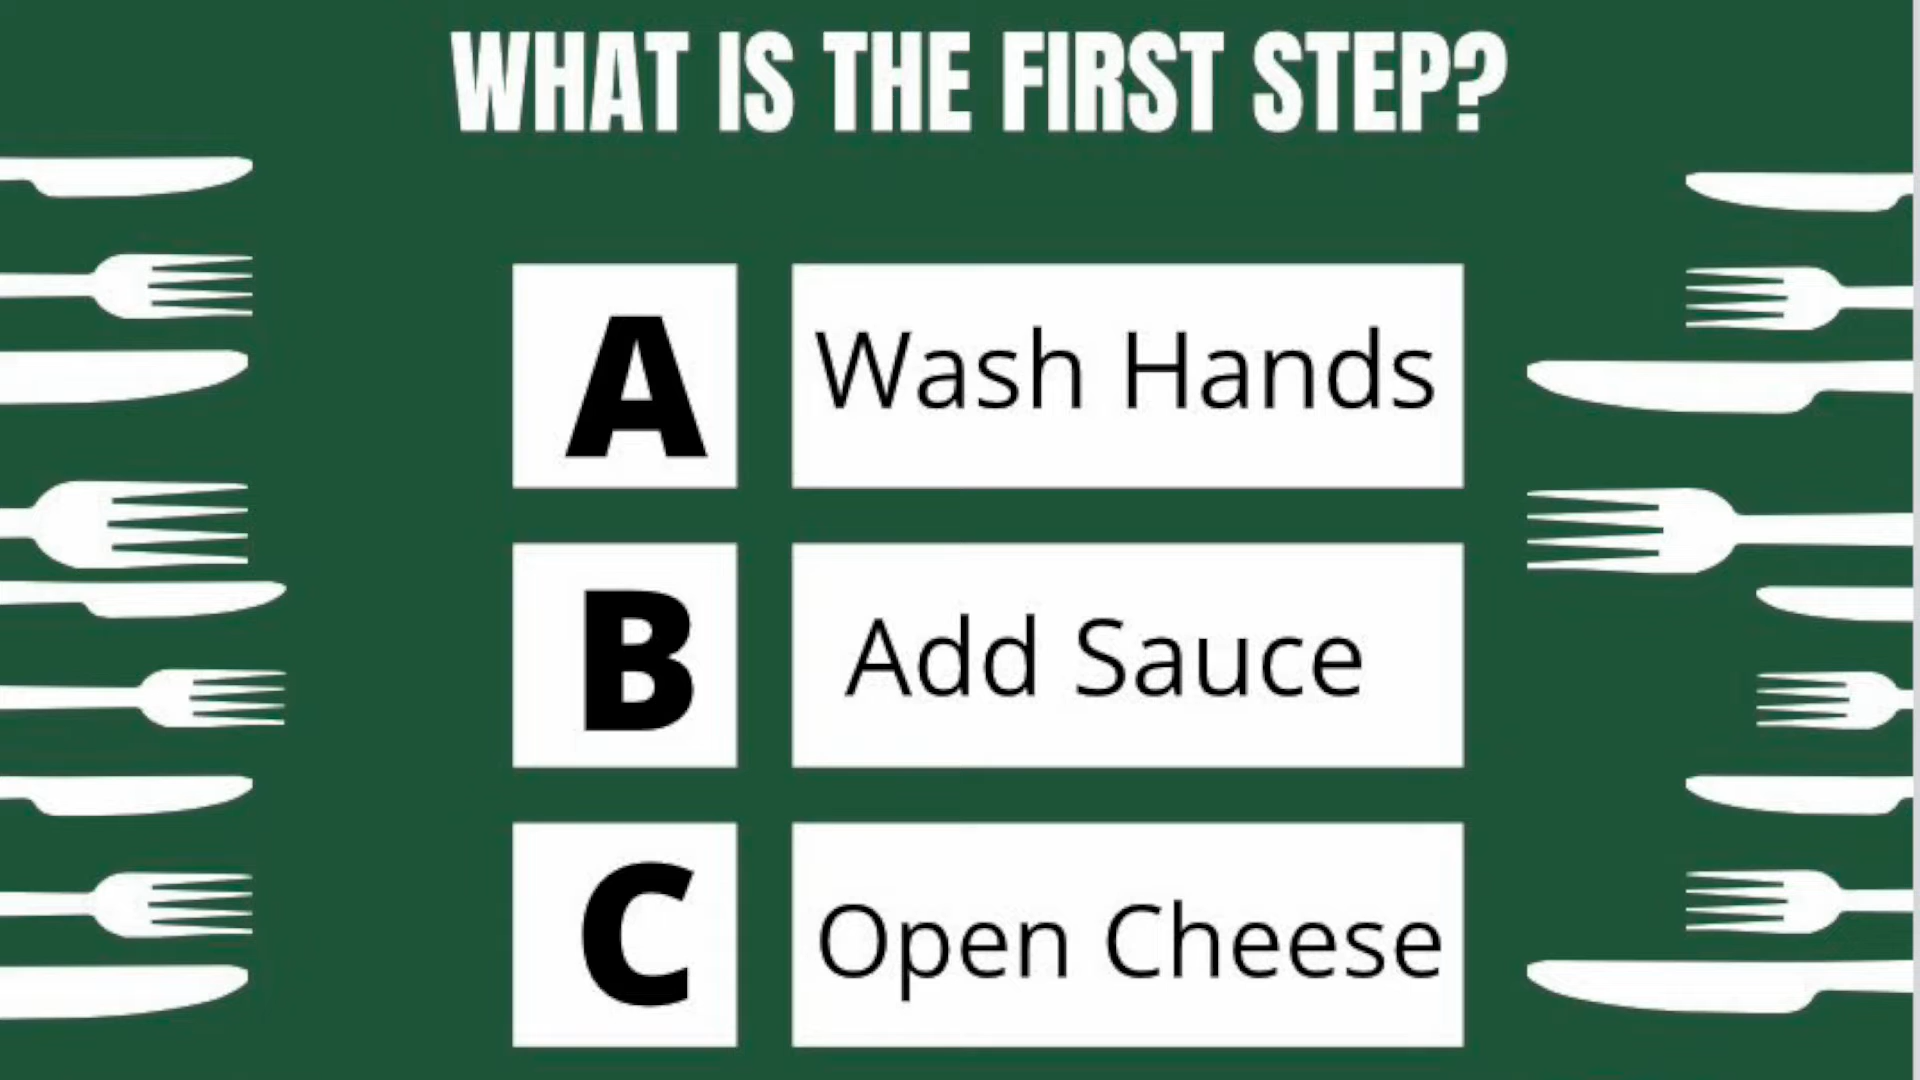 WHAT IS THE FIRST STEP?
A Wash Hands
B Add Sauce
C Open Cheese